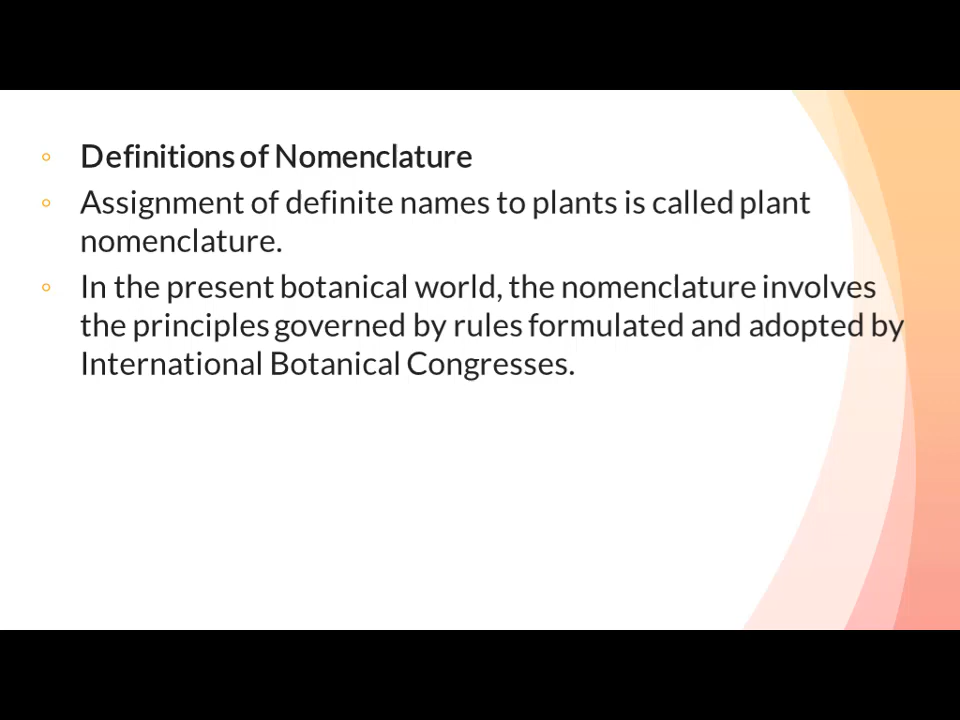 Definitions of Nomenclature
Assignment of definite names to plants is called plant
nomenclature.
In the present botanical world, the nomenclature involves
the principles governed by rules formulated and adopted by
International Botanical Congresses.